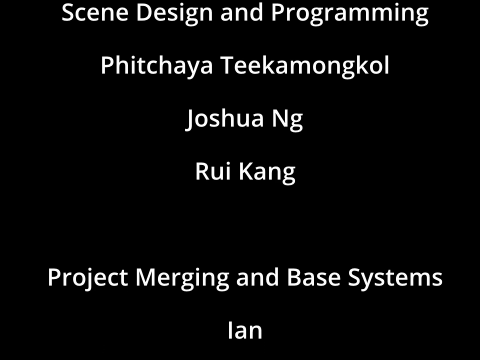 Scene Design and Programming
Phitchaya Teekamongkol
Joshua Ng
Rui Kang
Project Merging and Base Systems
Ian